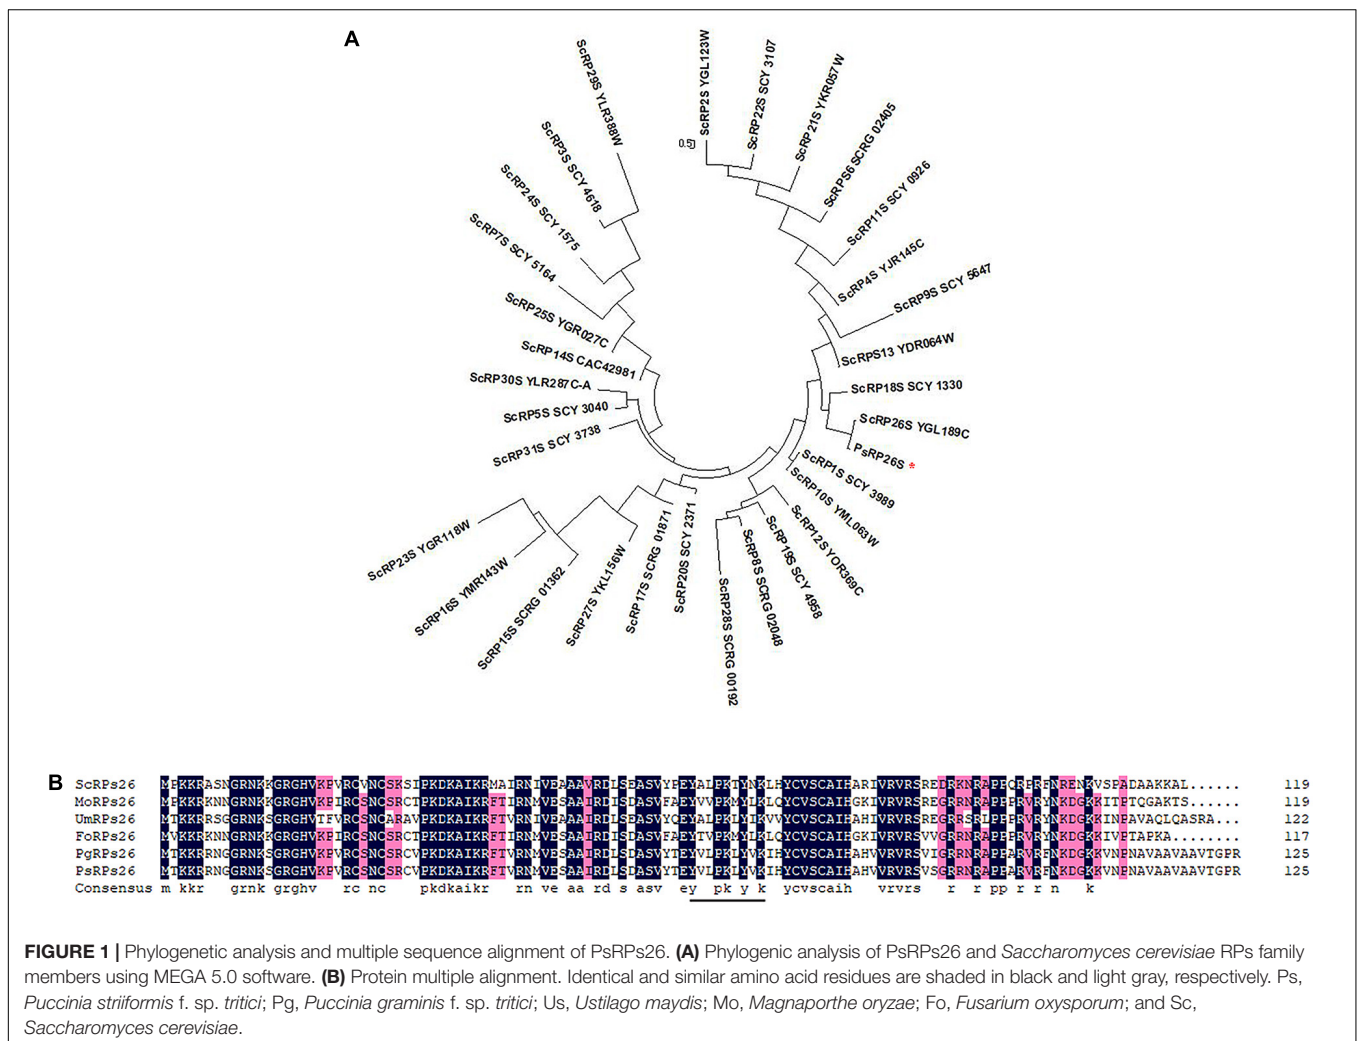 A
ScRP29S YLR388W
ScRP3S SCY 4618
ScRP24S SCY 1575
ScRP7S SCY 5164
ScRP25S YGR027C
ScRP14S CAC42981
ScRP30S YLR287C-A
ScRP5S SCY 3040
ScRP31S SCY 3738
ScRP23S YGR118W
ScRP16S YMR143W
ScRP15S SCRG 01362
ScRP27S YKL156W
ScRP17S SCRG 01871
ScRP20S SCY 2371
ScRP28S SCRG 00192
ScRP8S SCRG 02048
ScRP19S SCY 4958
ScRP12S YOR369C
ScRP10S YML063W
ScRP1S SCY 3989
PsRP26S *
ScRP26S YGL189C
ScRP18S SCY 1330
ScRPS13 YDR064W
ScRP9S SCY 5647
ScRP4S YJR145C
ScRP11S SCY 0926
ScRPS6 SCRG 02405
ScRP21S YKR057W
ScRP22S SCY 3107
ScRP2S YGL123W
0.5
B
ScRPs26 MPKKRASNGRNKKGRGHVKPVRCVNCSKSIPKDKAIKRMAIRNIVEAAAVRDLSEASVYPEYALPKTYNKLHYCVSCAIHARIVRVRSREDRKNRAPPQRPRFNRENKVSPADAAKKAL...... 119
MoRPs26 MPKKRKNNGRNKKGRGHVKPIRCSNCSRCTPKDKAIKRFTIRNMVESAAIRDISDASVFAEYVVPKMYLKLQYCVSCAIHGKIVRVRSREGRRNRAPPPRVRYNKDGKKITPTQGAKTS...... 119
UmRPs26 MTKKRRSGGRNKSGRGHVTFVRCSNCARAVPKDKAIKRFTVRNMVESAAIRDLSDASVYQEYALPKLYIKVVYCVSCAIHAHVVRVRSREGRRSRLPPPRVRYNKDGKKINPAVAQLQASRA... 122
FoRPs26 MVKKRKNNGRNKKGRGHVKPIRCSNCSRCTPKDKAIKRFTIRNMVESAAIRDISDASVFAEYTVPKMYLKLQYCVSCAIHGKIVRVRSVVGRRNRAPPPRVRYNKDGKKIVPTAPKA........ 117
PgRPs26 MTKKRRNGGRNKSGRGHVKPVRCSNCSRCVPKDKAIKRFTVRNMVESAAIRDLSDASVYTEYVLPKLYVKIHYCVSCAIHAHVVRVRSVIGRRNRAPPARVRFNKDGKKVNPNAVAAVAAVTGPR 125
PsRPs26 MTKKRRNGGRNKSGRGHVKPVRCSNCSRCVPKDKAIKRFTVRNMVESAAIRDLSDASVYTEYVLPKLYVKIHYCVSCAIHAHVVRVRSVSGRRNRAPPARVRFNKDGKKVNPNAVAAVAAVTGPR 125
Consensus m kkr grnk grghv rc nc pkdkaikr rn ve aa rd s asv ey pk y k ycvscaih vrvrs r r pp r r n k
FIGURE 1 | Phylogenetic analysis and multiple sequence alignment of PsRPs26. (A) Phylogenic analysis of PsRPs26 and Saccharomyces cerevisiae RPs family
members using MEGA 5.0 software. (B) Protein multiple alignment. Identical and similar amino acid residues are shaded in black and light gray, respectively. Ps,
Puccinia striiformis f. sp. tritici; Pg, Puccinia graminis f. sp. tritici; Us, Ustilago maydis; Mo, Magnaporthe oryzae; Fo, Fusarium oxysporum; and Sc,
Saccharomyces cerevisiae.